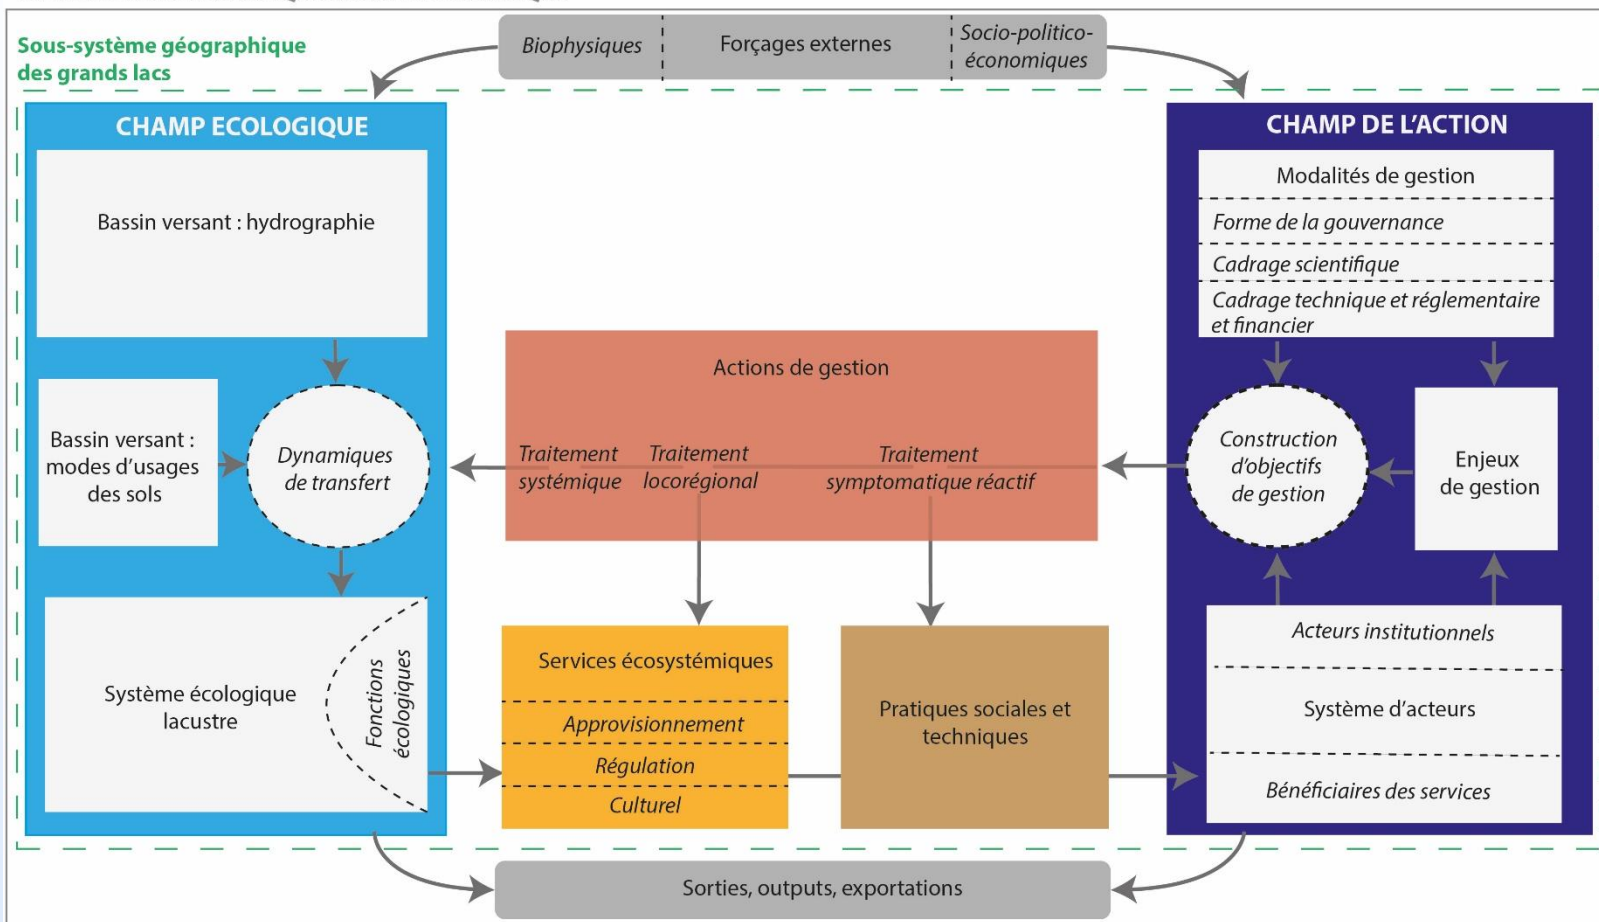 Sous-système géographique
des grands lacs
Biophysiques
Forçages externes
Socio-politico-
économiques
CHAMP ECOLOGIQUE
Bassin versant : hydrographie
Bassin versant :
modes d'usages
des sols
Dynamiques
de transfert
Système écologique
lacustre
Fonctions
écologiques
Actions de gestion
Traitement
systémique
Traitement
locorégional
Traitement
symptomatique réactif
Services écosystémiques
Approvisionnement
Régulation
Culturel
Pratiques sociales et
techniques
CHAMP DE L'ACTION
Modalités de gestion
Forme de la gouvernance
Cadrage scientifique
Cadrage technique et réglementaire
et financier
Construction
d'objectifs
de gestion
Enjeux
de gestion
Acteurs institutionnels
Système d'acteurs
Bénéficiaires des services
Sorties, outputs, exportations